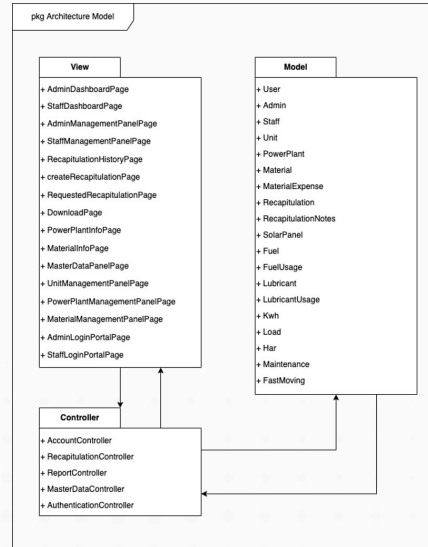 pkg Architecture Model
View
+ AdminDashboardPage
+ StaffDashboardPage
+ AdminManagementPanelPage
+ StaffManagementPanelPage
+ RecapitulationHistoryPage
+ createRecapitulationPage
+ RequestedRecapitulationPage
+ DownloadPage
+ PowerPlantInfoPage
+ MaterialInfoPage
+ MasterDataPanelPage
+ UnitManagementPanelPage
+ PowerPlantManagementPanelPage
+ MaterialManagementPanelPage
+ AdminLoginPortalPage
+ StaffLoginPortalPage
Model
+ User
+ Admin
+ Staff
+ Unit
+ PowerPlant
+ Material
+ MaterialExpense
+ Recapitulation
+ RecapitulationNotes
+ SolarPanel
+ Fuel
+ FuelUsage
+ Lubricant
+ LubricantUsage
+ Kwh
+ Load
+ Har
+ Maintenance
+ FastMoving
Controller
+ AccountController
+ RecapitulationController
+ ReportController
+ MasterDataController
+ AuthenticationController